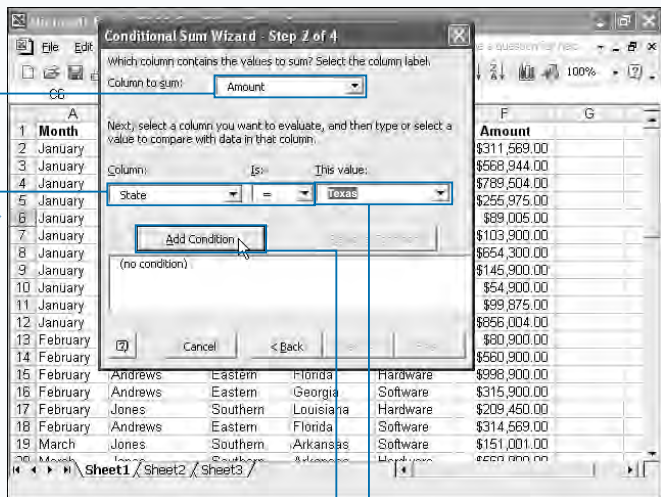 Conditional Sum Wizard - Step 2 of 4
File Edit
Which column contains the values to sum? Select the column label.
Column to sum: Amount
100%
C6
Next, select a column you want to evaluate, and then type or select a
value to compare with data in that column.
Column: Is: This value:
State = Texas
Add Condition
(no condition)
Cancel < Back
A F G
1 Month Amount
2 January $311,569.00
3 January $568,944.00
4 January $789,504.00
5 January $255,975.00
6 January $89,005.00
7 January $103,900.00
8 January $654,300.00
9 January $145,900.00
10 January $54,900.00
11 January $99,875.00
12 January $856,004.00
13 February $80,900.00
14 February $560,900.00
15 February Andrews Eastern Florida Hardware $998,900.00
16 February Andrews Eastern Georgia Software $315,900.00
17 February Jones Southern Louisiana Hardware $209,450.00
18 February Andrews Eastern Florida Software $314,569.00
19 March Jones Southern Arkansas Software $151,001.00
Sheet1 / Sheet2 / Sheet3 /